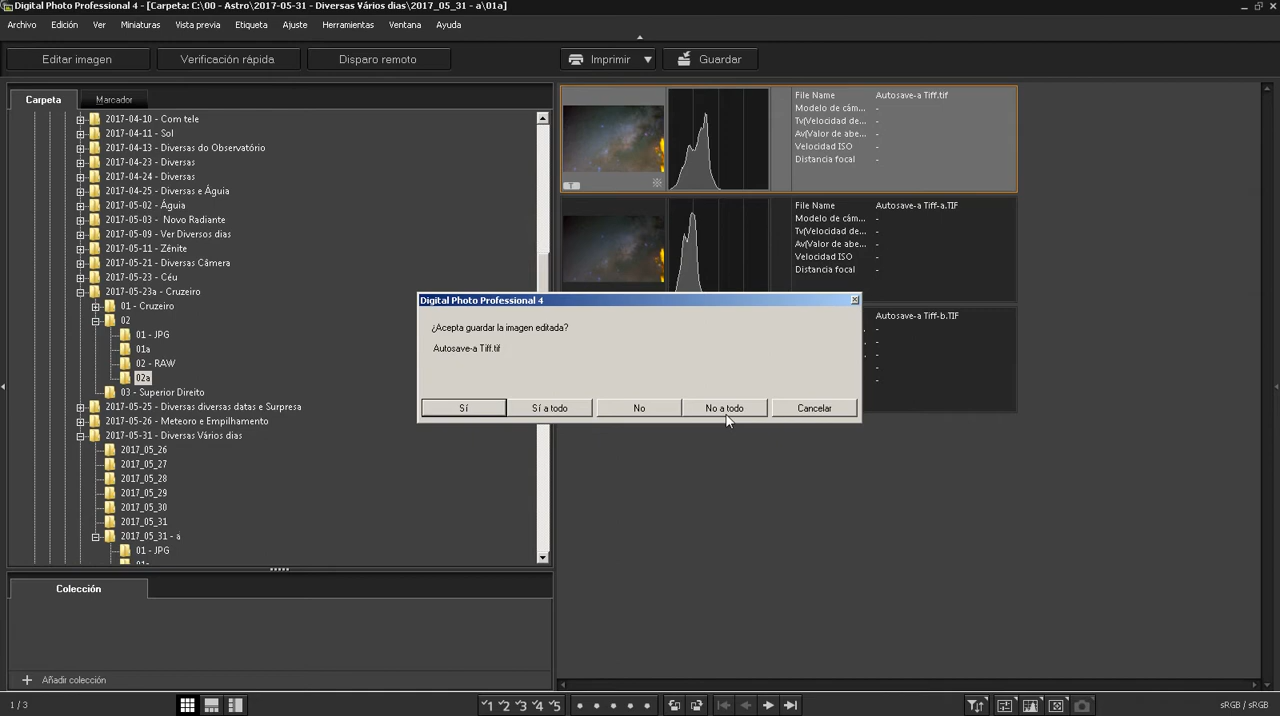 Digital Photo Professional 4 - [Carpeta: C:\00 - Astro\2017-05-31 - Diversas Vários dias\2017_05_31 - a\01a]
Archivo Edición Ver Miniaturas Vista previa Etiqueta Ajuste Herramientas Ventana Ayuda
Editar imagen Verificación rápida Disparo remoto Imprimir Guardar
Carpeta Marcador
2017-04-10 - Com tele
2017-04-11 - Sol
2017-04-13 - Diversas do Observatório
2017-04-23 - Diversas
2017-04-24 - Diversas
2017-04-25 - Diversas e Águia
2017-05-02 - Águia
2017-05-03 - Novo Radiante
2017-05-09 - Ver Diversos dias
2017-05-11 - Zênite
2017-05-21 - Diversas Câmera
2017-05-23 - Céu
2017-05-23a - Cruzeiro
01 - Cruzeiro
02
01 - JPG
01a
02 - RAW
02a
03 - Superior Direito
2017-05-25 - Diversas diversas datas e Surpresa
2017-05-26 - Meteoro e Empilhamento
2017-05-31 - Diversas Vários dias
2017_05_26
2017_05_27
2017_05_28
2017_05_29
2017_05_30
2017_05_31
2017_05_31 - a
01 - JPG
01a
File Name Autosave-a Tiff.tif
Modelo de cám... -
Tv(Velocidad de... -
Av(Valor de abe... -
Velocidad ISO -
Distancia focal -
T
File Name Autosave-a Tiff-a.TIF
Modelo de cám... -
Tv(Velocidad de... -
Av(Valor de abe... -
Velocidad ISO -
Distancia focal -
Autosave-a Tiff-b.TIF
-
-
-
-
-
Digital Photo Professional 4
¿Acepta guardar la imagen editada?
Autosave-a Tiff.tif
Sí Sí a todo No No a todo Cancelar
Colección
Añadir colección
1 / 3 1 2 3 4 5 sRGB / sRGB